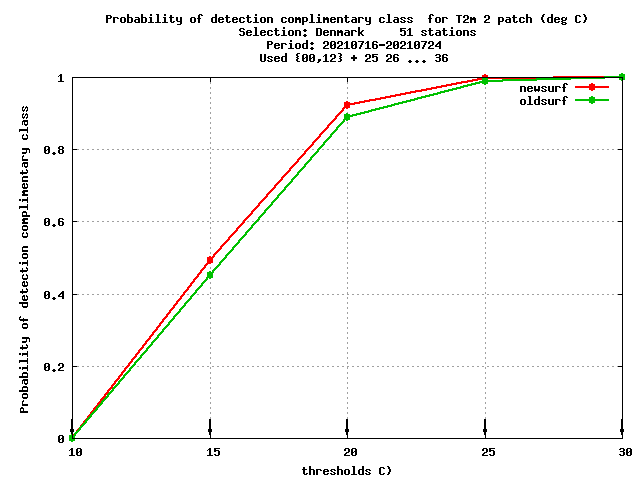 Probability of detection complimentary class  for T2m 2 patch (deg C)
Selection: Denmark     51 stations
Period: 20210716-20210724
Used {00,12} + 25 26 ... 36
newsurf
oldsurf
Probability of detection complimentary class
1
0.8
0.6
0.4
0.2
0
10 15 20 25 30
thresholds C)